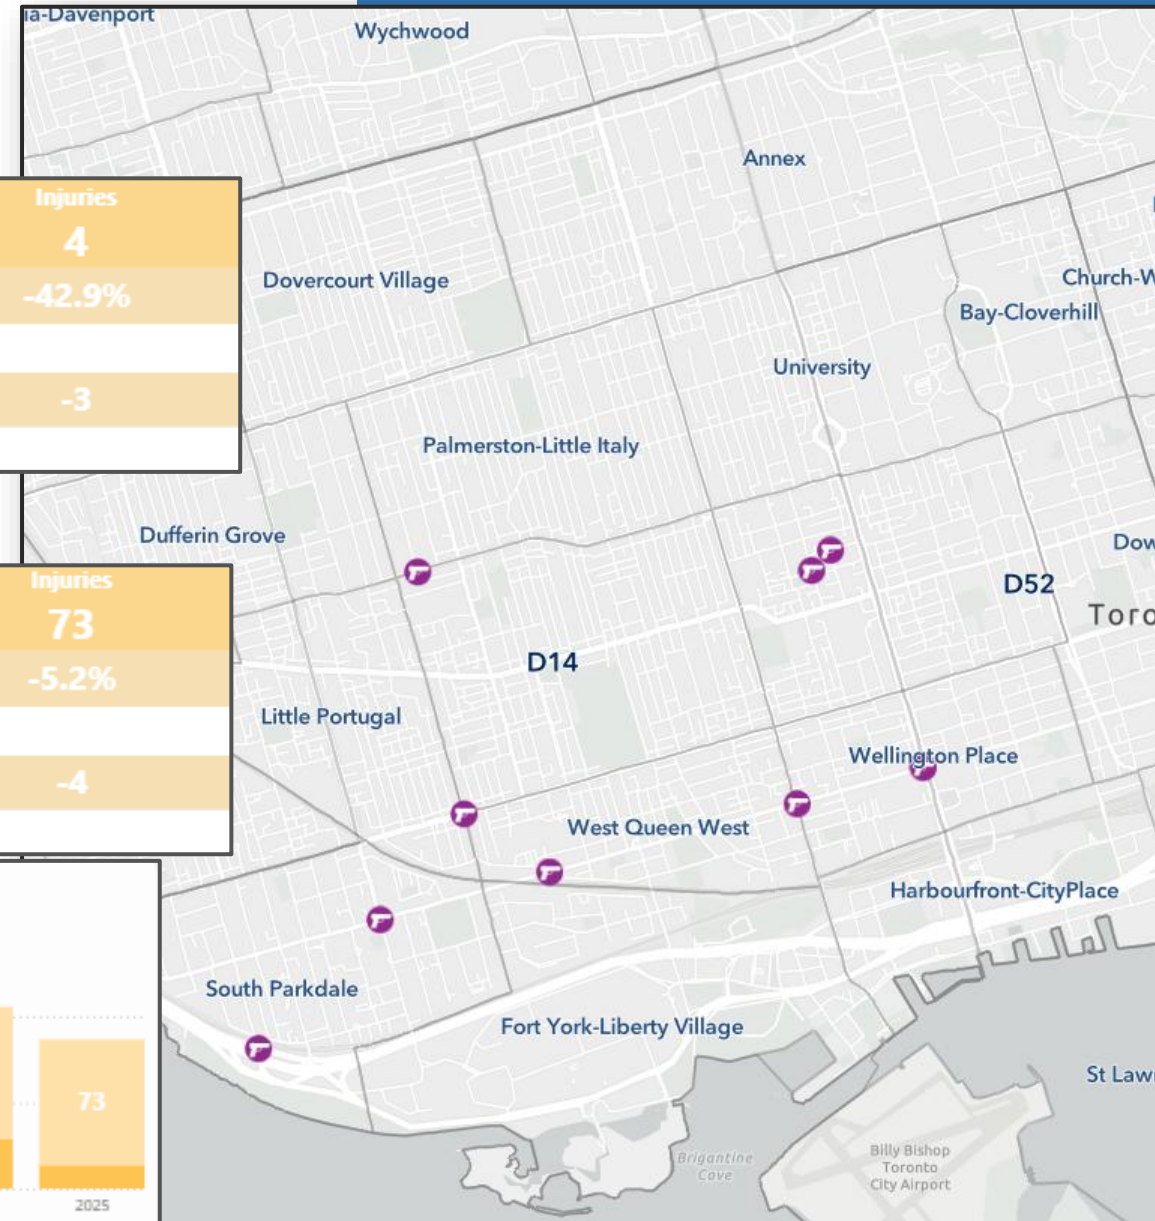 ia-Davenport
Wychwood
Annex
Injuries
4
-42.9%
-3
Dovercourt Village
Church-W
Bay-Cloverhill
University
Palmerston-Little Italy
Dufferin Grove
Dow
D52
Toro
D14
Injuries
73
-5.2%
-4
Little Portugal
Wellington Place
West Queen West
Harbourfront-CityPlace
South Parkdale
Fort York-Liberty Village
St Law
73
2025
Brigantine
Cove
Billy Bishop
Toronto
City Airport